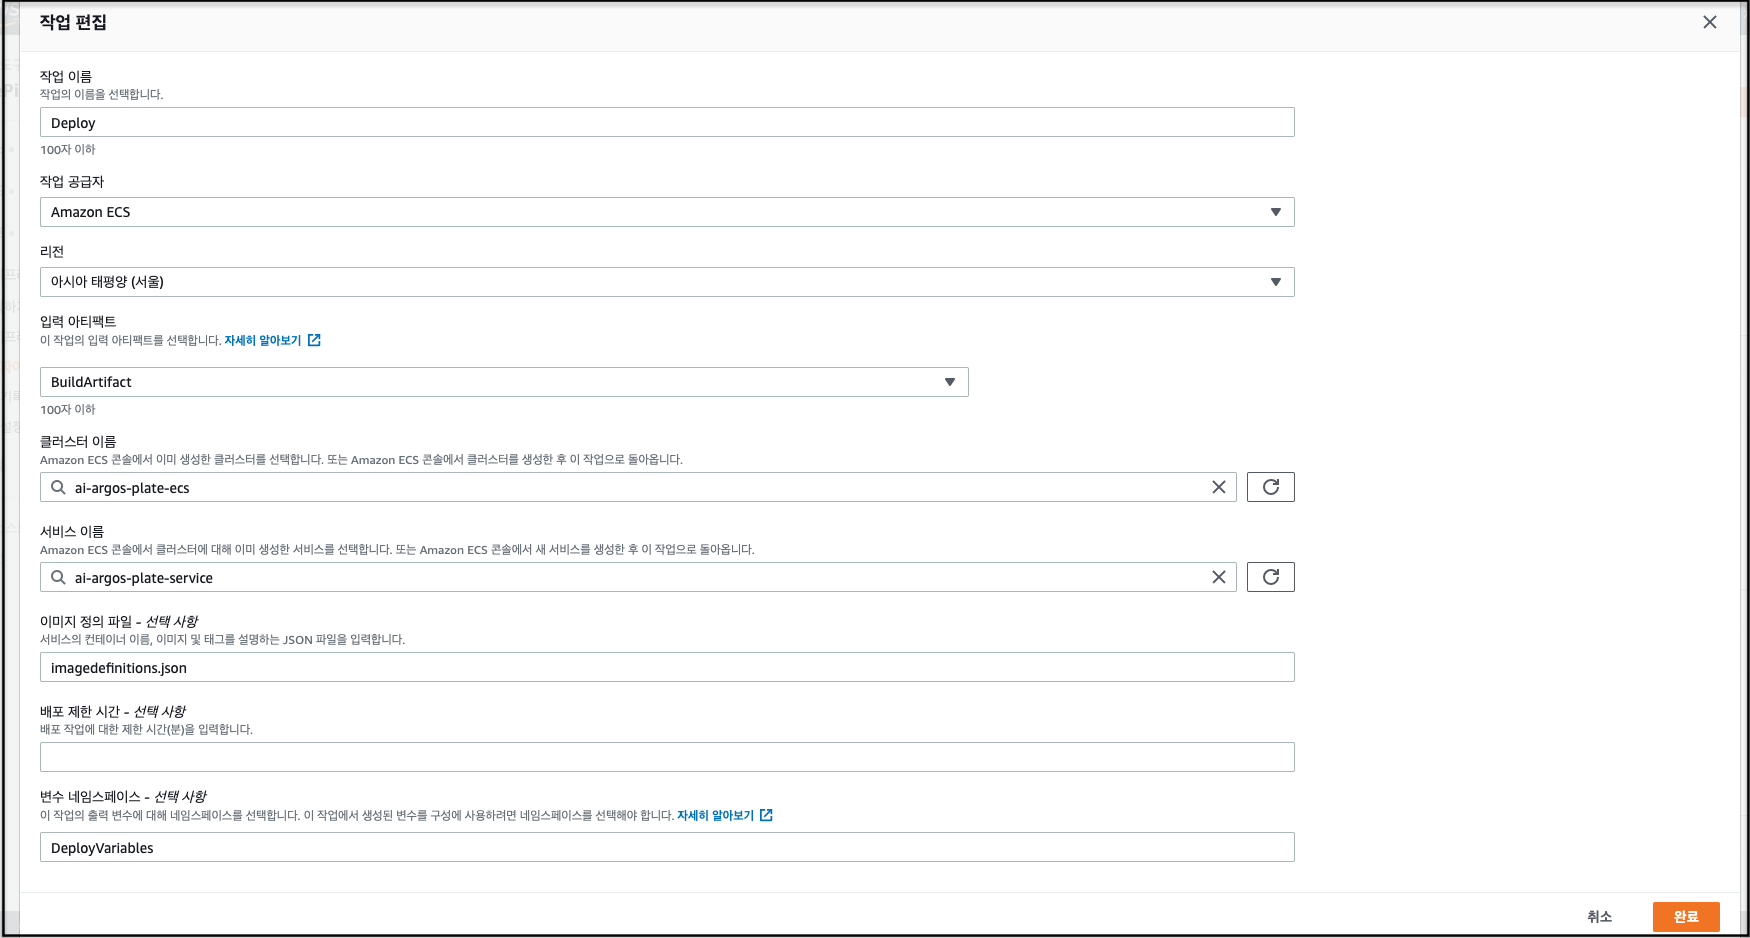 작업 편집
작업 이름
작업의 이름을 선택합니다.
Deploy
100자 이하
작업 공급자
Amazon ECS
리전
아시아 태평양 (서울)
입력 아티팩트
이 작업의 입력 아티팩트를 선택합니다. 자세히 알아보기
BuildArtifact
100자 이하
클러스터 이름
Amazon ECS 콘솔에서 이미 생성한 클러스터를 선택합니다. 또는 Amazon ECS 콘솔에서 클러스터를 생성한 후 이 작업으로 돌아옵니다.
ai-argos-plate-ecs
서비스 이름
Amazon ECS 콘솔에서 클러스터에 대해 이미 생성한 서비스를 선택합니다. 또는 Amazon ECS 콘솔에서 새 서비스를 생성한 후 이 작업으로 돌아옵니다.
ai-argos-plate-service
이미지 정의 파일 - 선택 사항
서비스의 컨테이너 이름, 이미지 및 태그를 설명하는 JSON 파일을 입력합니다.
imagedefinitions.json
배포 제한 시간 - 선택 사항
배포 작업에 대한 제한 시간(분)을 입력합니다.
변수 네임스페이스 - 선택 사항
이 작업의 출력 변수에 대해 네임스페이스를 선택합니다. 이 작업에서 생성된 변수를 구성에 사용하려면 네임스페이스를 선택해야 합니다. 자세히 알아보기
DeployVariables
취소
완료